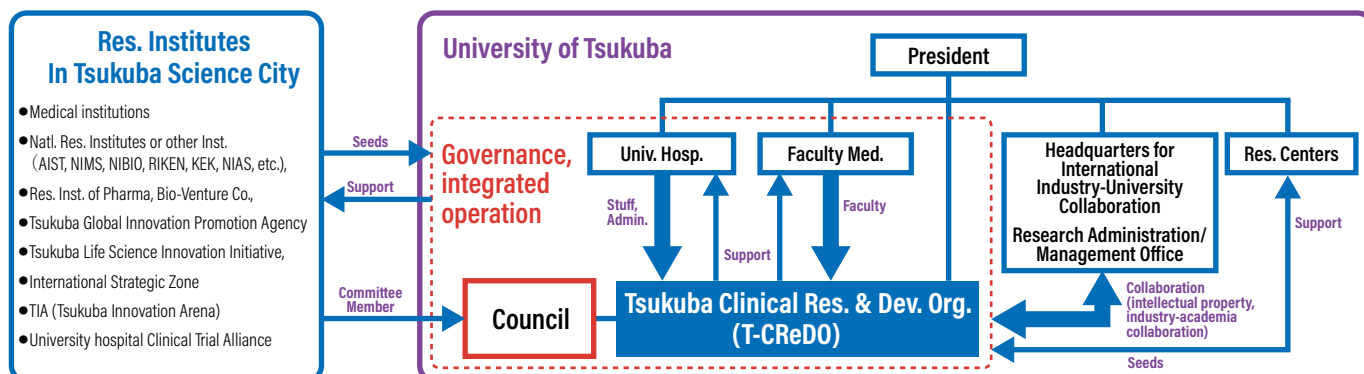 Res. Institutes
In Tsukuba Science City
●Medical institutions
●Natl. Res. Institutes or other Inst.
(AIST, NIMS, NIBIO, RIKEN, KEK, NIAS, etc.),
●Res. Inst. of Pharma, Bio-Venture Co.,
●Tsukuba Global Innovation Promotion Agency
●Tsukuba Life Science Innovation Initiative,
●International Strategic Zone
●TIA (Tsukuba Innovation Arena)
●University hospital Clinical Trial Alliance
Seeds
Support
Committee
Member
University of Tsukuba
President
Governance,
integrated
operation
Univ. Hosp.
Faculty Med.
Headquarters for
International
Industry-University
Collaboration
Research Administration/
Management Office
Res. Centers
Stuff,
Admin.
Support
Faculty
Support
Council
Tsukuba Clinical Res. & Dev. Org.
(T-CReDO)
Collaboration
(intellectual property,
industry-academia
collaboration)
Seeds